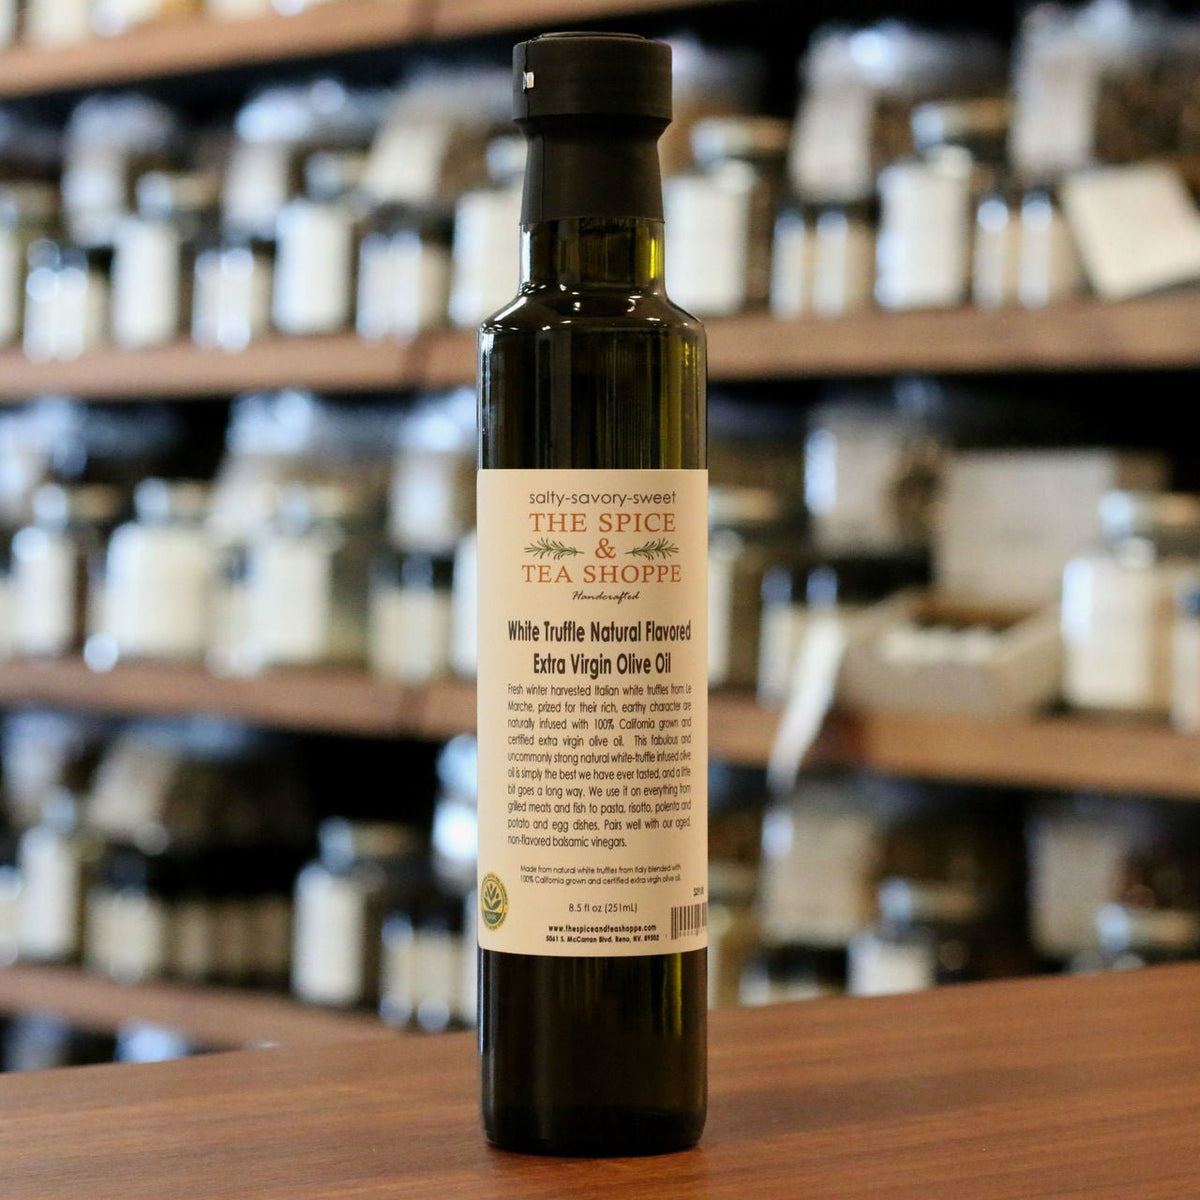 salty-savory-sweet
THE SPICE
&
TEA SHOPPE
Handcrafted
White Truffle Natural Flavored
Extra Virgin Olive Oil
Fresh winter harvested Italian white truffles from Le
Marche, prized for their rich, earthy character are
naturally infused with 100% California grown and
certified extra virgin olive oil. This fabulous and
uncommonly strong natural white-truffle infused olive
oil is simply the best we have ever tasted, and a little
bit goes a long way. We use it on everything from
grilled meats and fish to pasta, risotto, polenta and
potato and egg dishes. Pairs well with our aged,
non-flavored balsamic vinegars.
Made from natural white truffles from Italy blended with
100% California grown and certified extra virgin olive oil.
8.5 fl oz (251mL)
www.thespiceandteashoppe.com
5061 S. McCarran Blvd. Reno, NV. 89502